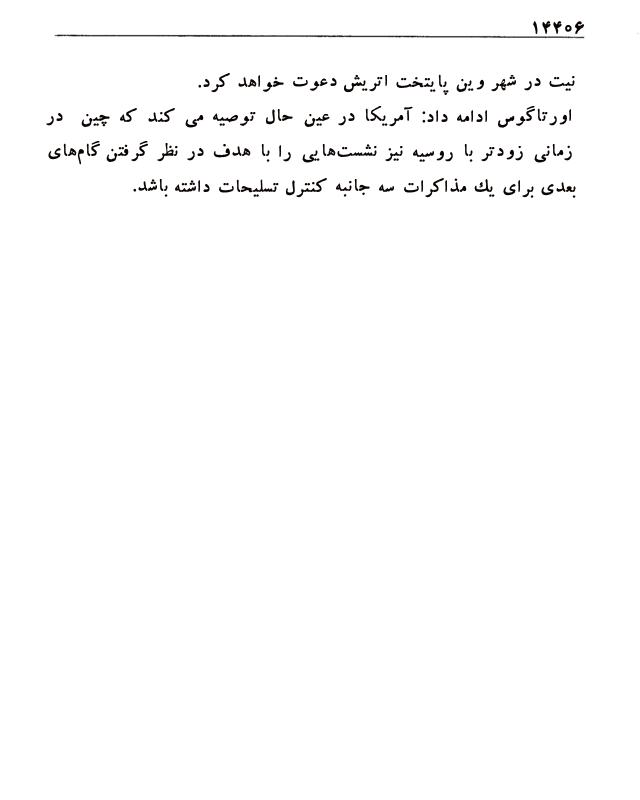 ۱۴۴۰۶
نیت در شهر وین پایتخت اتریش دعوت خواهد کرد.
اورتاگوس ادامه داد: آمریکا در عین حال توصیه می کند که چین در
زمانی زودتر با روسیه نیز نشست‌هایی را با هدف در نظر گرفتن گام‌های
بعدی برای یك مذاکرات سه جانبه کنترل تسلیحات داشته باشد.